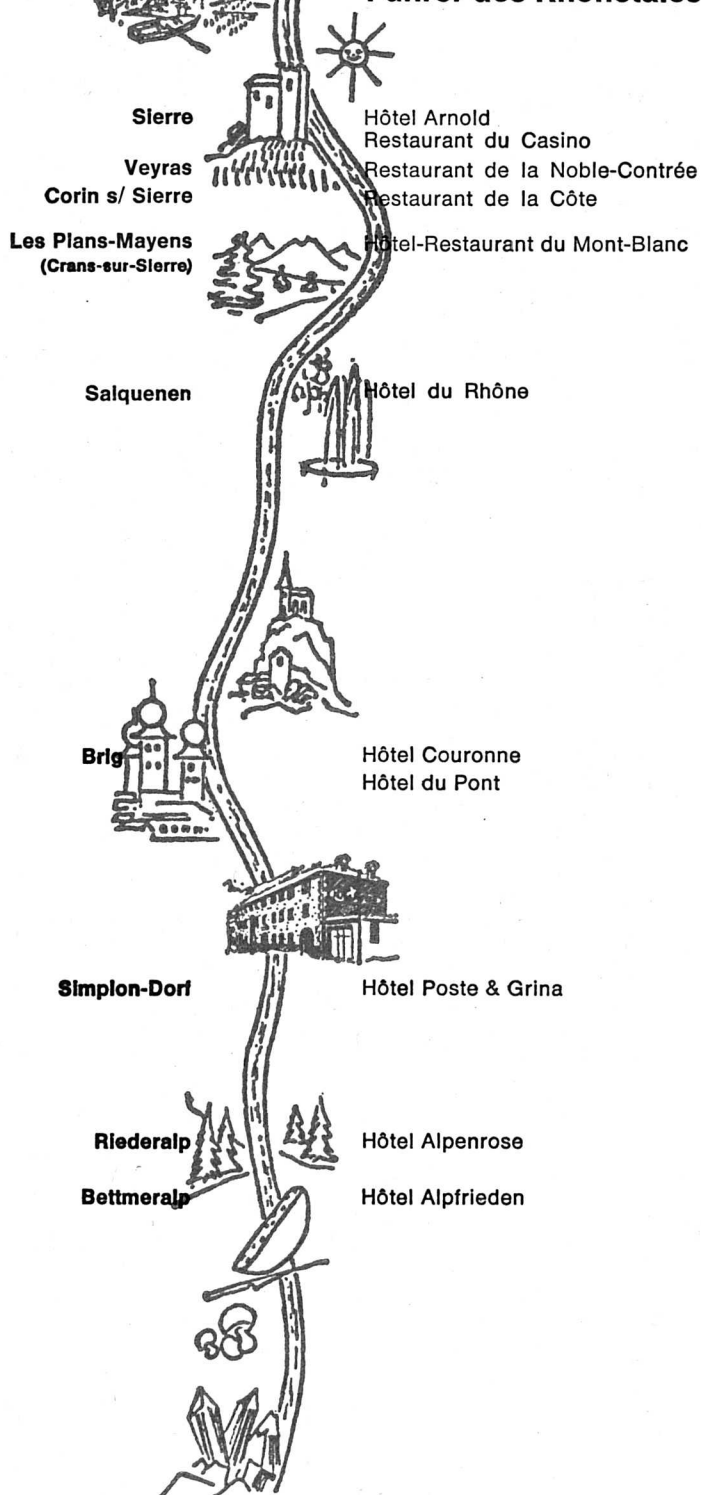 Sierre Hôtel Arnold
Restaurant du Casino
Veyras Restaurant de la Noble-Contrée
Corin s/ Sierre Restaurant de la Côte
Les Plans-Mayens Hôtel-Restaurant du Mont-Blanc
(Crans-sur-Sierre)
Salquenen Hôtel du Rhône
Brig Hôtel Couronne
Hôtel du Pont
Simplon-Dorf Hôtel Poste & Grina
Riederalp Hôtel Alpenrose
Bettmeralp Hôtel Alpfrieden